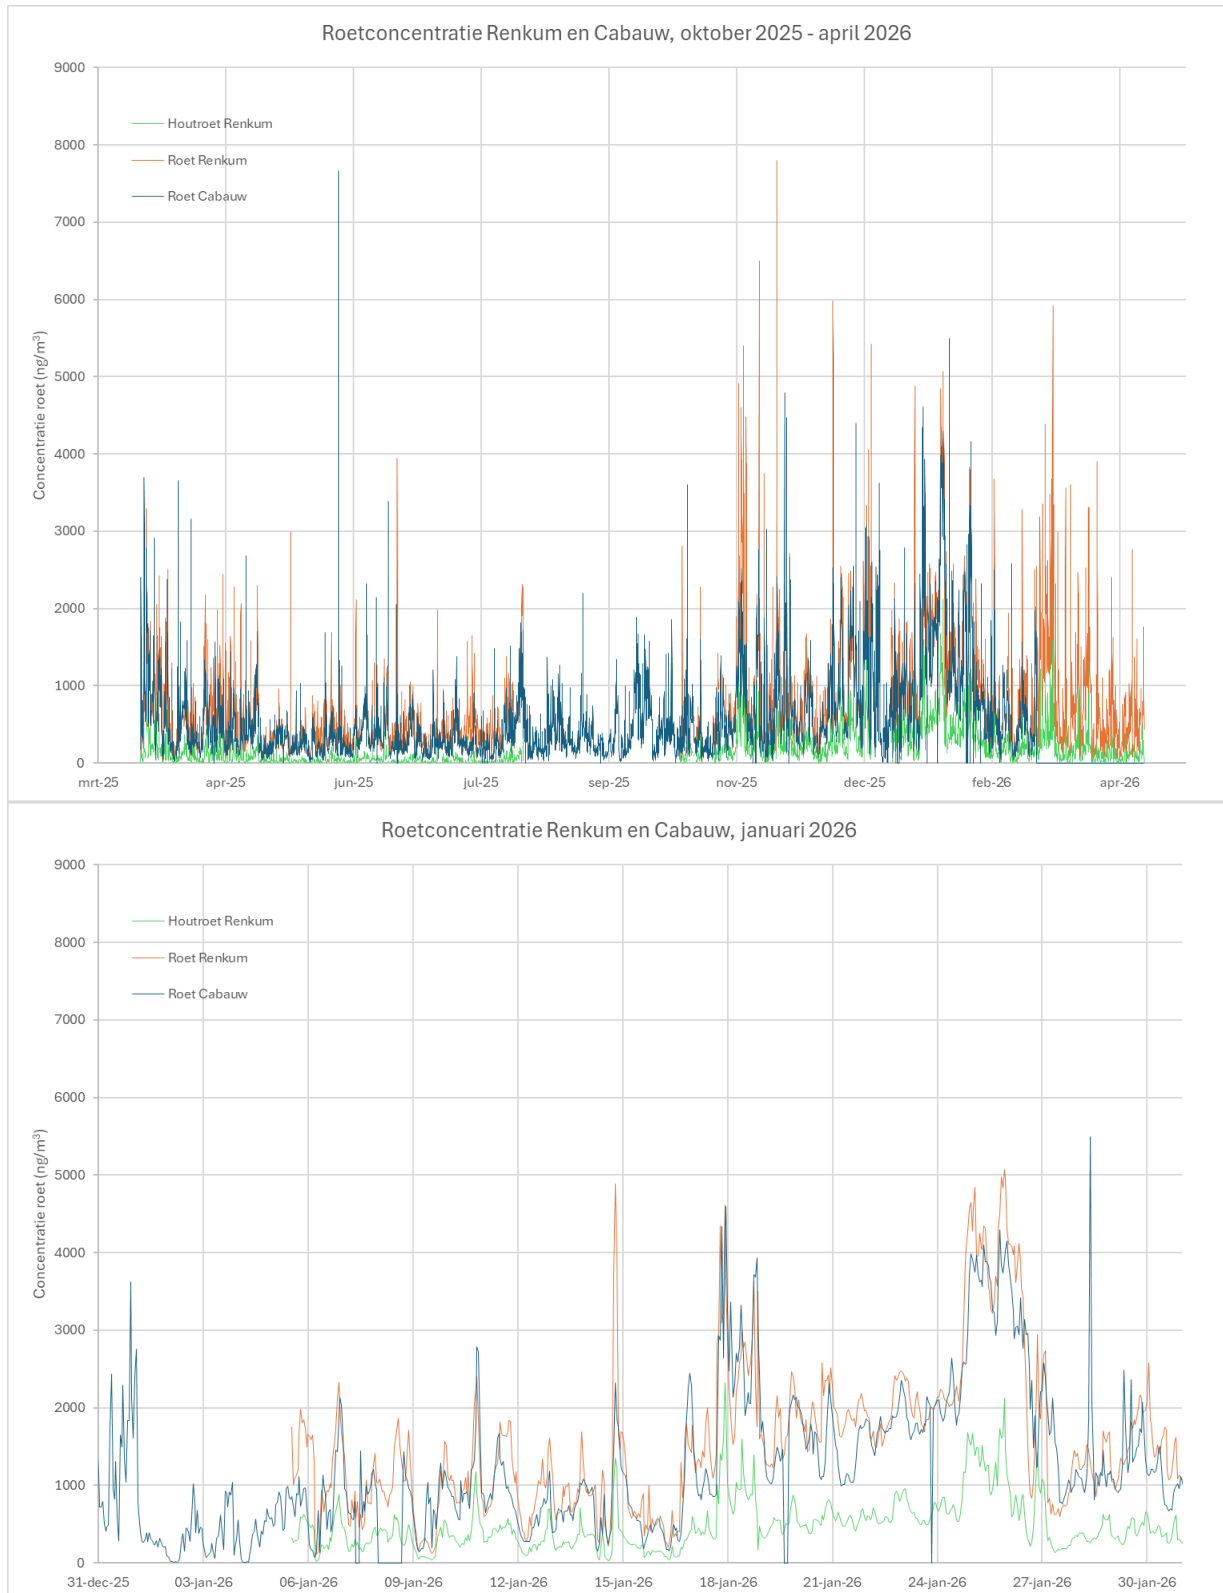 Roetconcentratie Renkum en Cabauw, oktober 2025 - april 2026
9000
8000
7000
6000
5000
4000
3000
2000
1000
0
Concentratie roet (ng/m³)
Houtroet Renkum
Roet Renkum
Roet Cabauw
mrt-25 apr-25 jun-25 jul-25 sep-25 nov-25 dec-25 feb-26 apr-26
Roetconcentratie Renkum en Cabauw, januari 2026
9000
8000
7000
6000
5000
4000
3000
2000
1000
0
Concentratie roet (ng/m³)
Houtroet Renkum
Roet Renkum
Roet Cabauw
31-dec-25 03-jan-26 06-jan-26 09-jan-26 12-jan-26 15-jan-26 18-jan-26 21-jan-26 24-jan-26 27-jan-26 30-jan-26